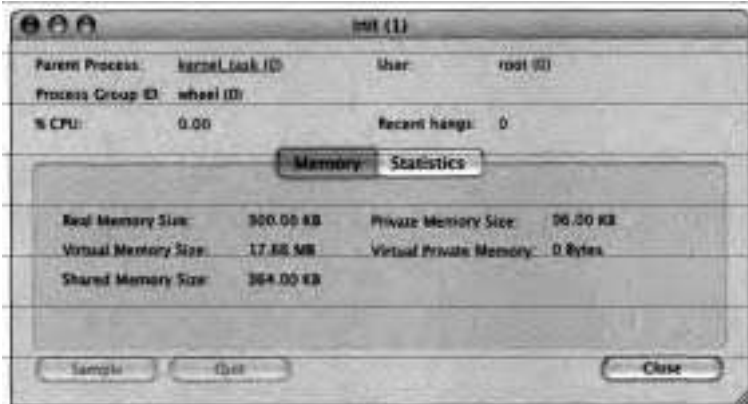 init (1)
Parent Process: kernel_task (0) User: root (0)
Process Group ID: wheel (0)
% CPU: 0.00 Recent hangs: 0
Memory Statistics
Real Memory Size: 300.00 KB Private Memory Size: 96.00 KB
Virtual Memory Size: 17.68 MB Virtual Private Memory: 0 Bytes
Shared Memory Size: 364.00 KB
Sample Quit Close